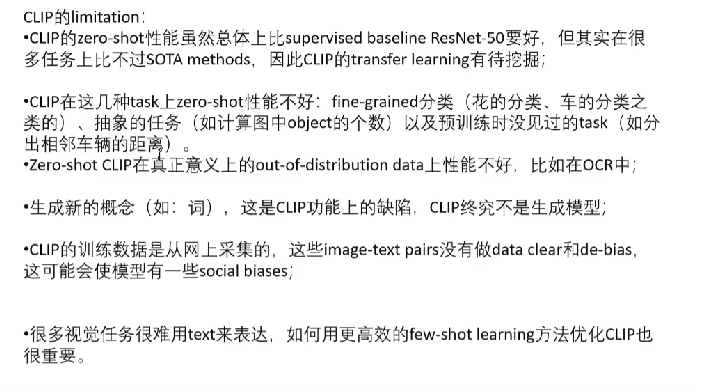 CLIP的limitation：
•CLIP的zero-shot性能虽然总体上比supervised baseline ResNet-50要好，但其实在很
多任务上比不过SOTA methods，因此CLIP的transfer learning有待挖掘；
•CLIP在这几种task上zero-shot性能不好：fine-grained分类（花的分类、车的分类之
类的）、抽象的任务（如计算图中object的个数）以及预训练时没见过的task（如分
出相邻车辆的距离）。
•Zero-shot CLIP在真正意义上的out-of-distribution data上性能不好，比如在OCR中；
•生成新的概念（如：词），这是CLIP功能上的缺陷，CLIP终究不是生成模型；
•CLIP的训练数据是从网上采集的，这些image-text pairs没有做data clear和de-bias，
这可能会使模型有一些social biases；
•很多视觉任务很难用text来表达，如何用更高效的few-shot learning方法优化CLIP也
很重要。